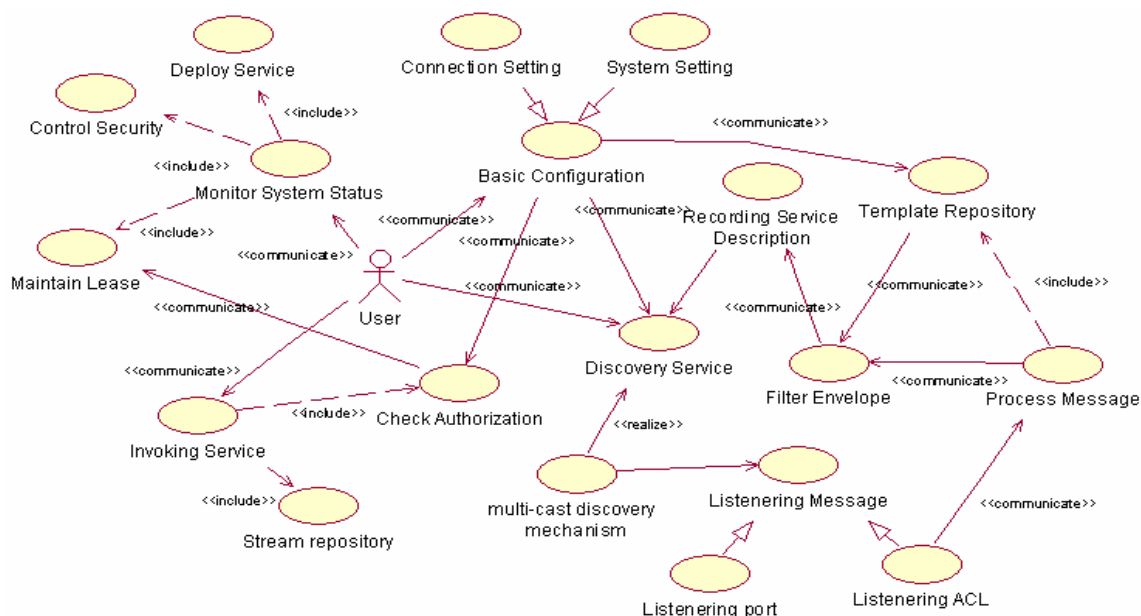 Deploy Service
Connection Setting
System Setting
<<include>>
Control Security
<<communicate>>
<<include>>
Monitor System Status
Basic Configuration
<<communicate>>
Recording Service
Description
Template Repository
<<include>>
<<communicate>>
<<communicate>>
Maintain Lease
<<communicate>>
<<communicate>>
<<include>>
<<communicate>>
<<communicate>>
User
<<communicate>>
Discovery Service
<<communicate>>
Filter Envelope
<<communicate>>
Process Message
<<include>>
Check Authorization
<<realize>>
Invoking Service
<<include>>
Stream repository
multi-cast discovery
mechanism
Listenering Message
<<communicate>>
Listenering port
Listenering ACL